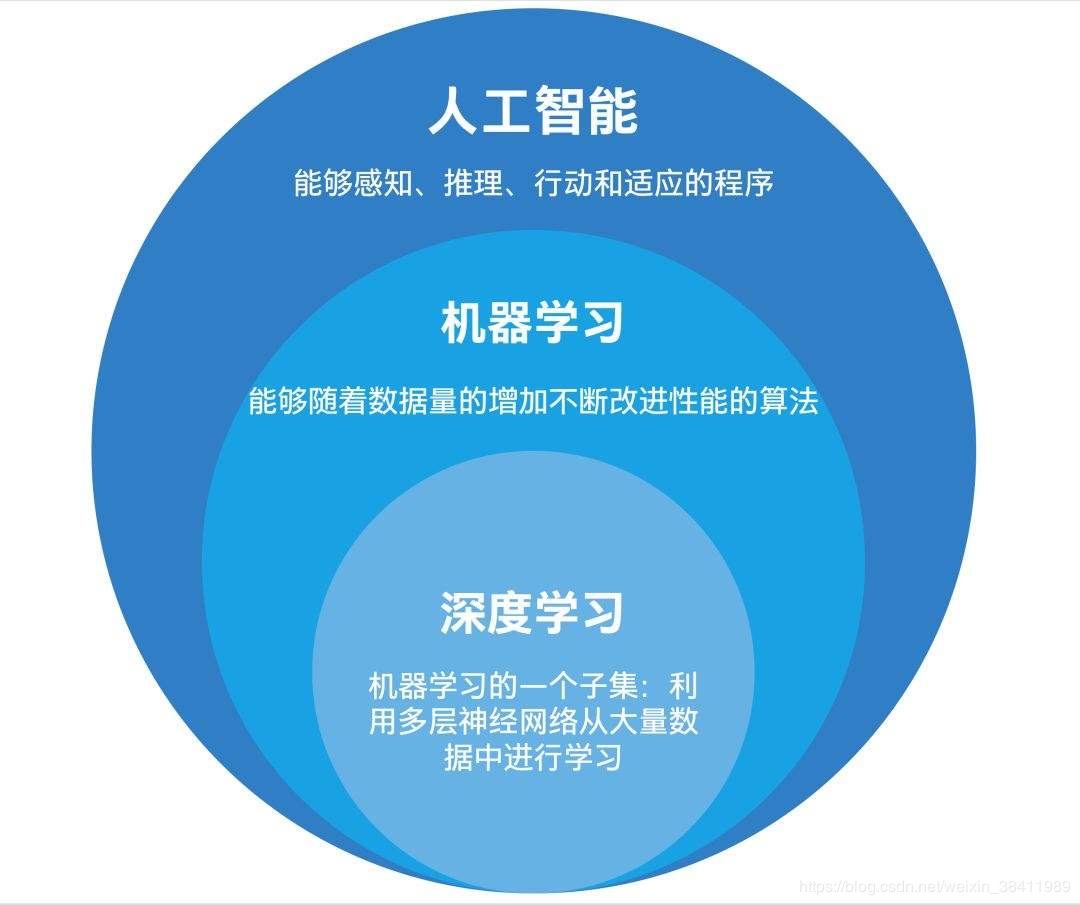 人工智能
能够感知、推理、行动和适应的程序
机器学习
能够随着数据量的增加不断改进性能的算法
深度学习
机器学习的一个子集：利
用多层神经网络从大量数
据中进行学习
https://blog.csdn.net/weixin_38411989